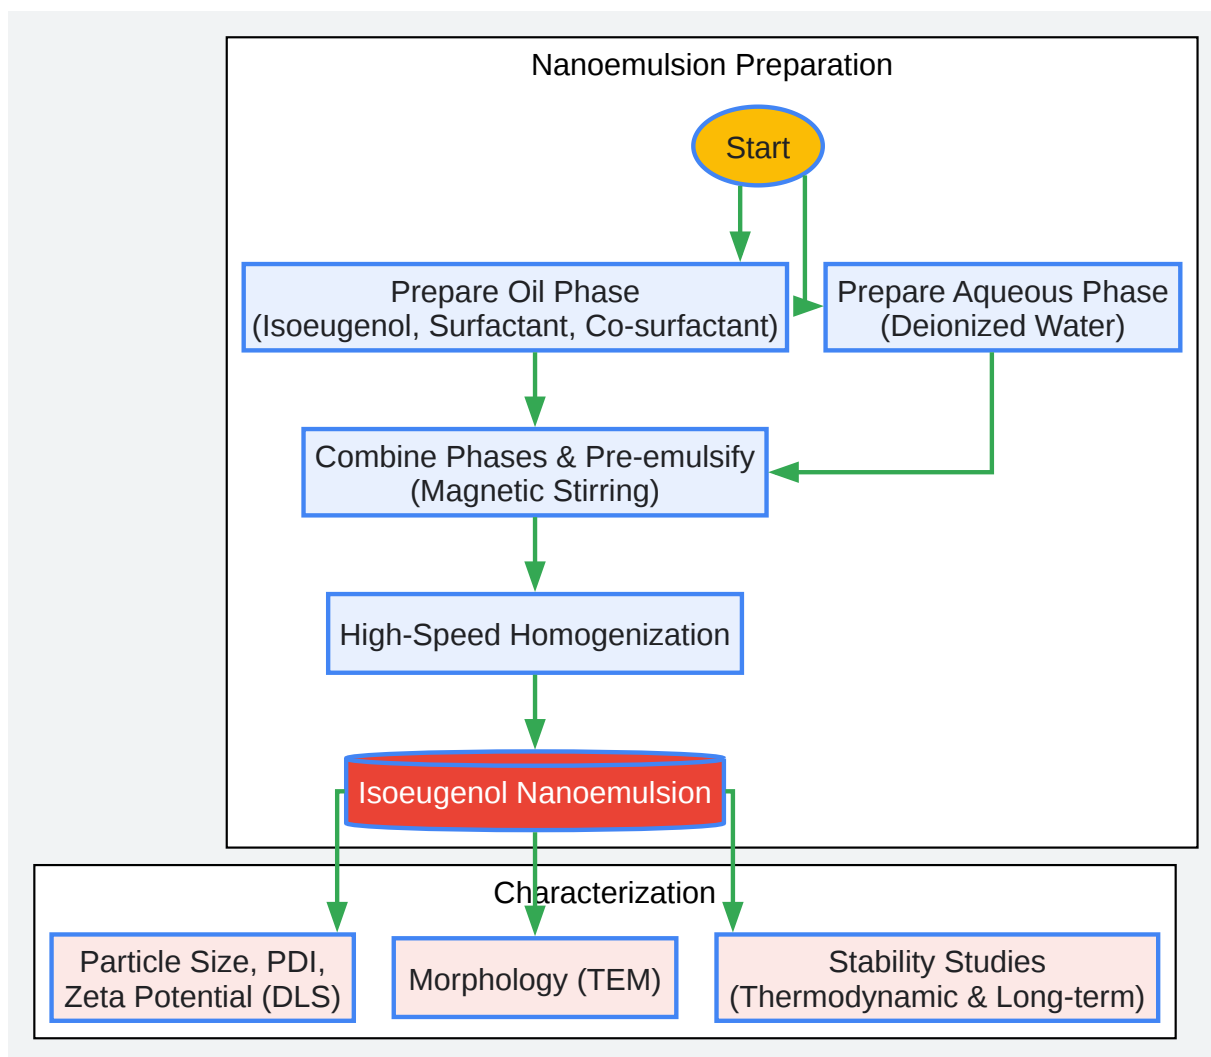 Nanoemulsion Preparation
Start
Prepare Oil Phase
(Isoeugenol, Surfactant, Co-surfactant)
Prepare Aqueous Phase
(Deionized Water)
Combine Phases & Pre-emulsify
(Magnetic Stirring)
High-Speed Homogenization
Isoeugenol Nanoemulsion
Characterization
Particle Size, PDI,
Zeta Potential (DLS)
Morphology (TEM)
Stability Studies
(Thermodynamic & Long-term)